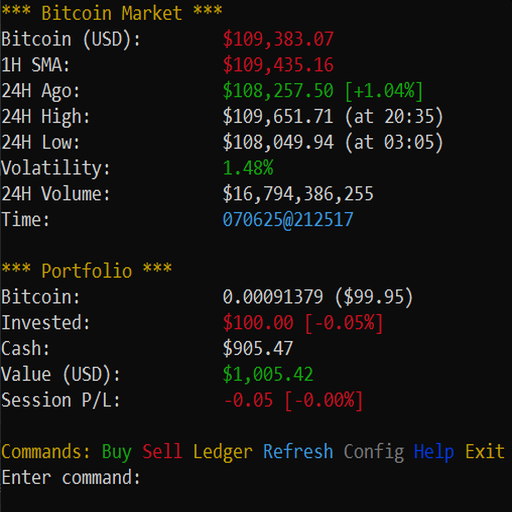 *** Bitcoin Market ***
Bitcoin (USD): $109,383.07
1H SMA: $109,435.16
24H Ago: $108,257.50 [+1.04%]
24H High: $109,651.71 (at 20:35)
24H Low: $108,049.94 (at 03:05)
Volatility: 1.48%
24H Volume: $16,794,386,255
Time: 070625@212517
*** Portfolio ***
Bitcoin: 0.00091379 ($99.95)
Invested: $100.00 [-0.05%]
Cash: $905.47
Value (USD): $1,005.42
Session P/L: -0.05 [-0.00%]
Commands: Buy Sell Ledger Refresh Config Help Exit
Enter command: